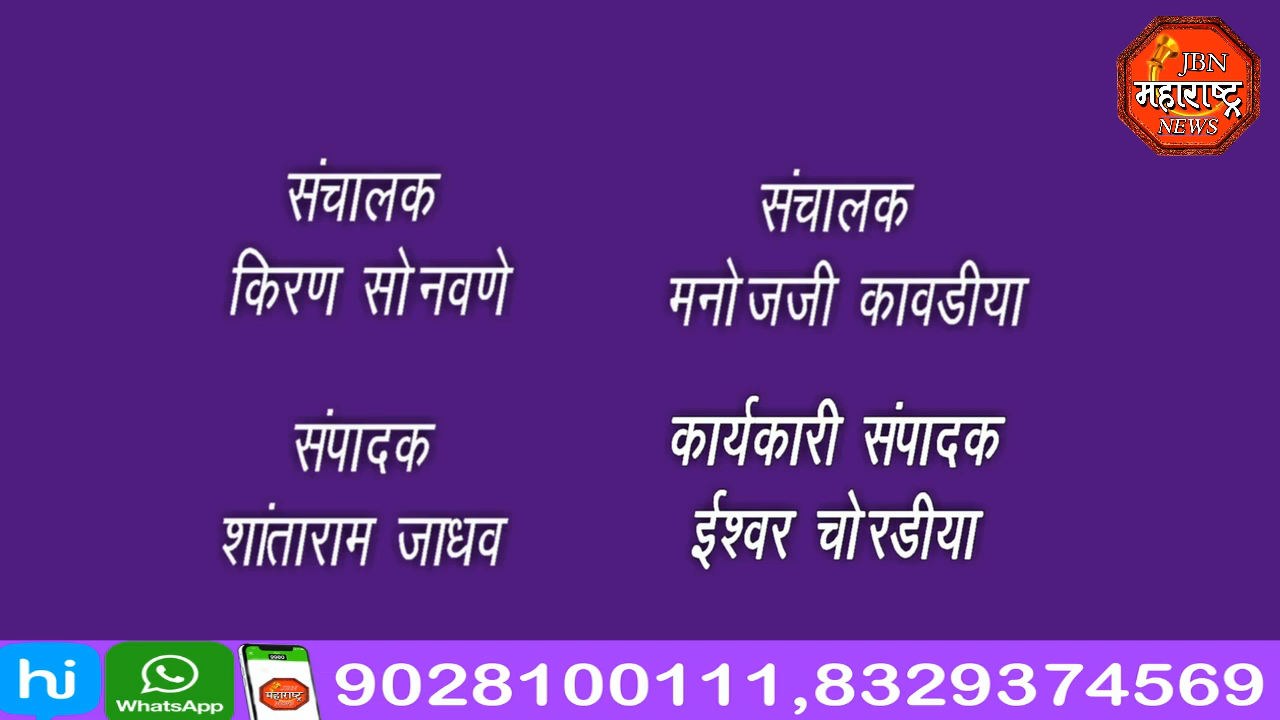 JBN
महाराष्ट्र
NEWS
संचालक
किरण सोनवणे
संचालक
मनोजजी कावडीया
संपादक
शांताराम जाधव
कार्यकारी संपादक
ईश्वर चोरडीया
hi
WhatsApp
महाराष्ट्र
9028100111,8329374569